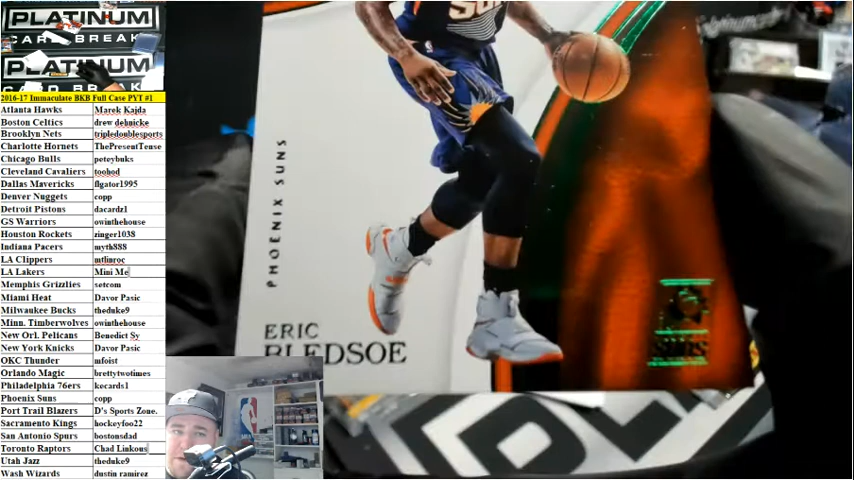 PLATINUM
CARD BREAK
PLATINUM
CARD BREAK
2016-17 Immaculate BKB Full Case PYT #1
Atlanta Hawks Marek Kajda
Boston Celtics drew dehnicke
Brooklyn Nets tripledoublesports
Charlotte Hornets ThePresentTense
Chicago Bulls peteybuks
Cleveland Cavaliers toohod
Dallas Mavericks flgator1995
Denver Nuggets copp
Detroit Pistons dacardz1
GS Warriors owinthehouse
Houston Rockets zinger1038
Indiana Pacers myth888
LA Clippers mtlinroc
LA Lakers Mini Me
Memphis Grizzlies setcom
Miami Heat Davor Pasic
Milwaukee Bucks theduke9
Minn. Timberwolves owinthehouse
New Orl. Pelicans Benedict Sy
New York Knicks Davor Pasic
OKC Thunder mfoist
Orlando Magic brettytwotimes
Philadelphia 76ers kecards1
Phoenix Suns copp
Port Trail Blazers D's Sports Zone.
Sacramento Kings hockeyfoo22
San Antonio Spurs bostonsdad
Toronto Raptors Chad Linkous
Utah Jazz theduke9
Wash Wizards dustin ramirez
PHOENIX SUNS
ERIC
BLEDSOE
SUNS